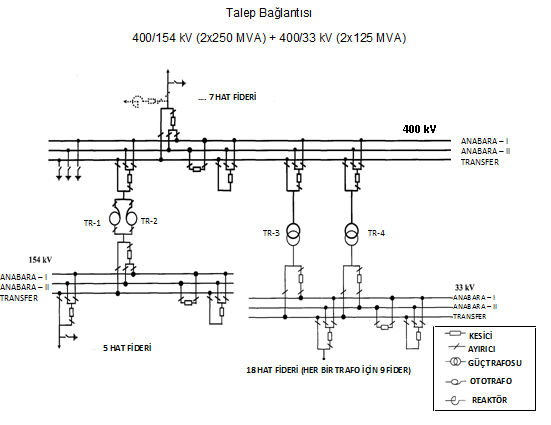 Talep Bağlantısı
400/154 kV (2x250 MVA) + 400/33 kV (2x125 MVA)
.... 7 HAT FİDERİ
400 kV
ANABARA – I
ANABARA – II
TRANSFER
TR-1
TR-2
TR-3
TR-4
154 kV
ANABARA – I
ANABARA – II
TRANSFER
33 kV
ANABARA – I
ANABARA – II
TRANSFER
5 HAT FİDERİ
18 HAT FİDERİ (HER BİR TRAFO İÇİN 9 FİDER)
KESİCİ
AYIRICI
GÜÇTRAFOSU
OTOTRAFO
REAKTÖR